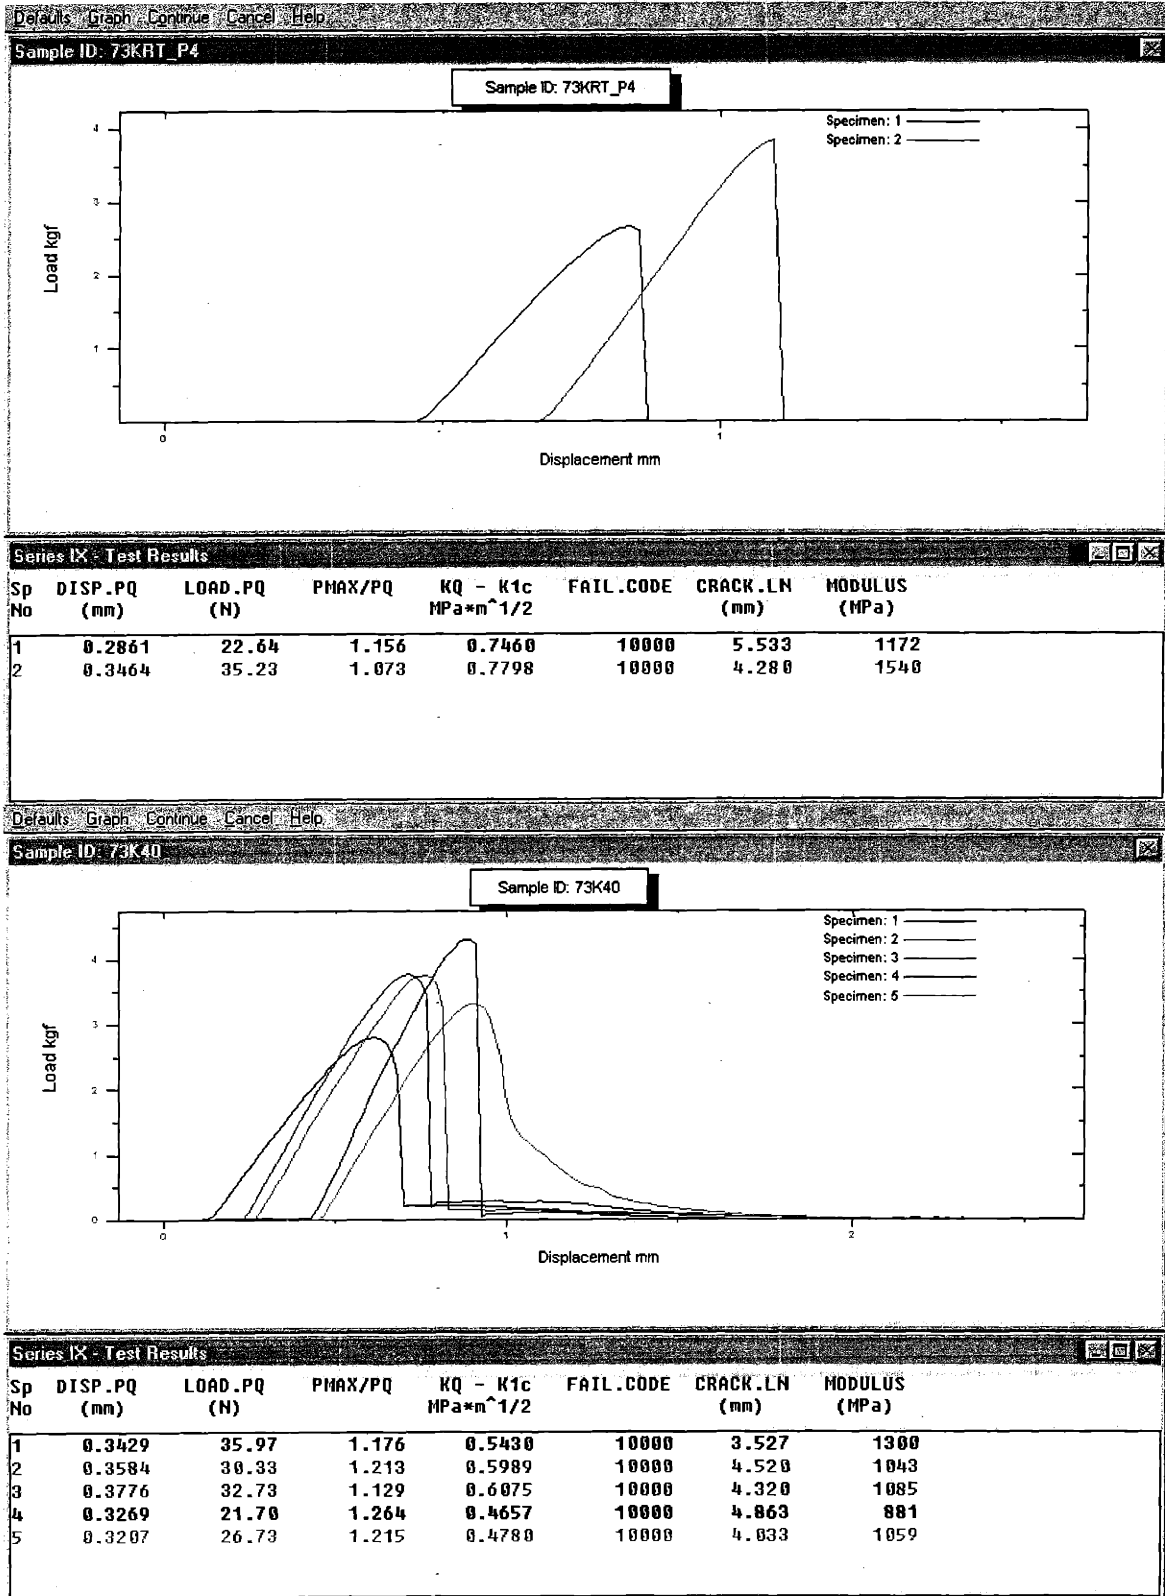 Defaults Graph Continue Cancel Help
Sample ID: 73KRT_P4
Sample ID: 73KRT_P4
Specimen: 1
Specimen: 2
4
3
2
1
Load kgf
0 1
Displacement mm
Series IX - Test Results
Sp DISP.PQ LOAD.PQ PMAX/PQ KQ - K1c FAIL.CODE CRACK.LN MODULUS
No (mm) (N) MPa*m^1/2 (mm) (MPa)
1 0.2861 22.64 1.156 0.7460 10000 5.533 1172
2 0.3464 35.23 1.073 0.7798 10000 4.280 1540
Defaults Graph Continue Cancel Help
Sample ID: 73K40
Sample ID: 73K40
Specimen: 1
Specimen: 2
Specimen: 3
Specimen: 4
Specimen: 5
4
3
2
1
0
Load kgf
0 1 2
Displacement mm
Series IX - Test Results
Sp DISP.PQ LOAD.PQ PMAX/PQ KQ - K1c FAIL.CODE CRACK.LN MODULUS
No (mm) (N) MPa*m^1/2 (mm) (MPa)
1 0.3429 35.97 1.176 0.5430 10000 3.527 1300
2 0.3584 30.33 1.213 0.5989 10000 4.520 1043
3 0.3776 32.73 1.129 0.6075 10000 4.320 1085
4 0.3269 21.70 1.264 0.4657 10000 4.863 881
5 0.3207 26.73 1.215 0.4780 10000 4.033 1059